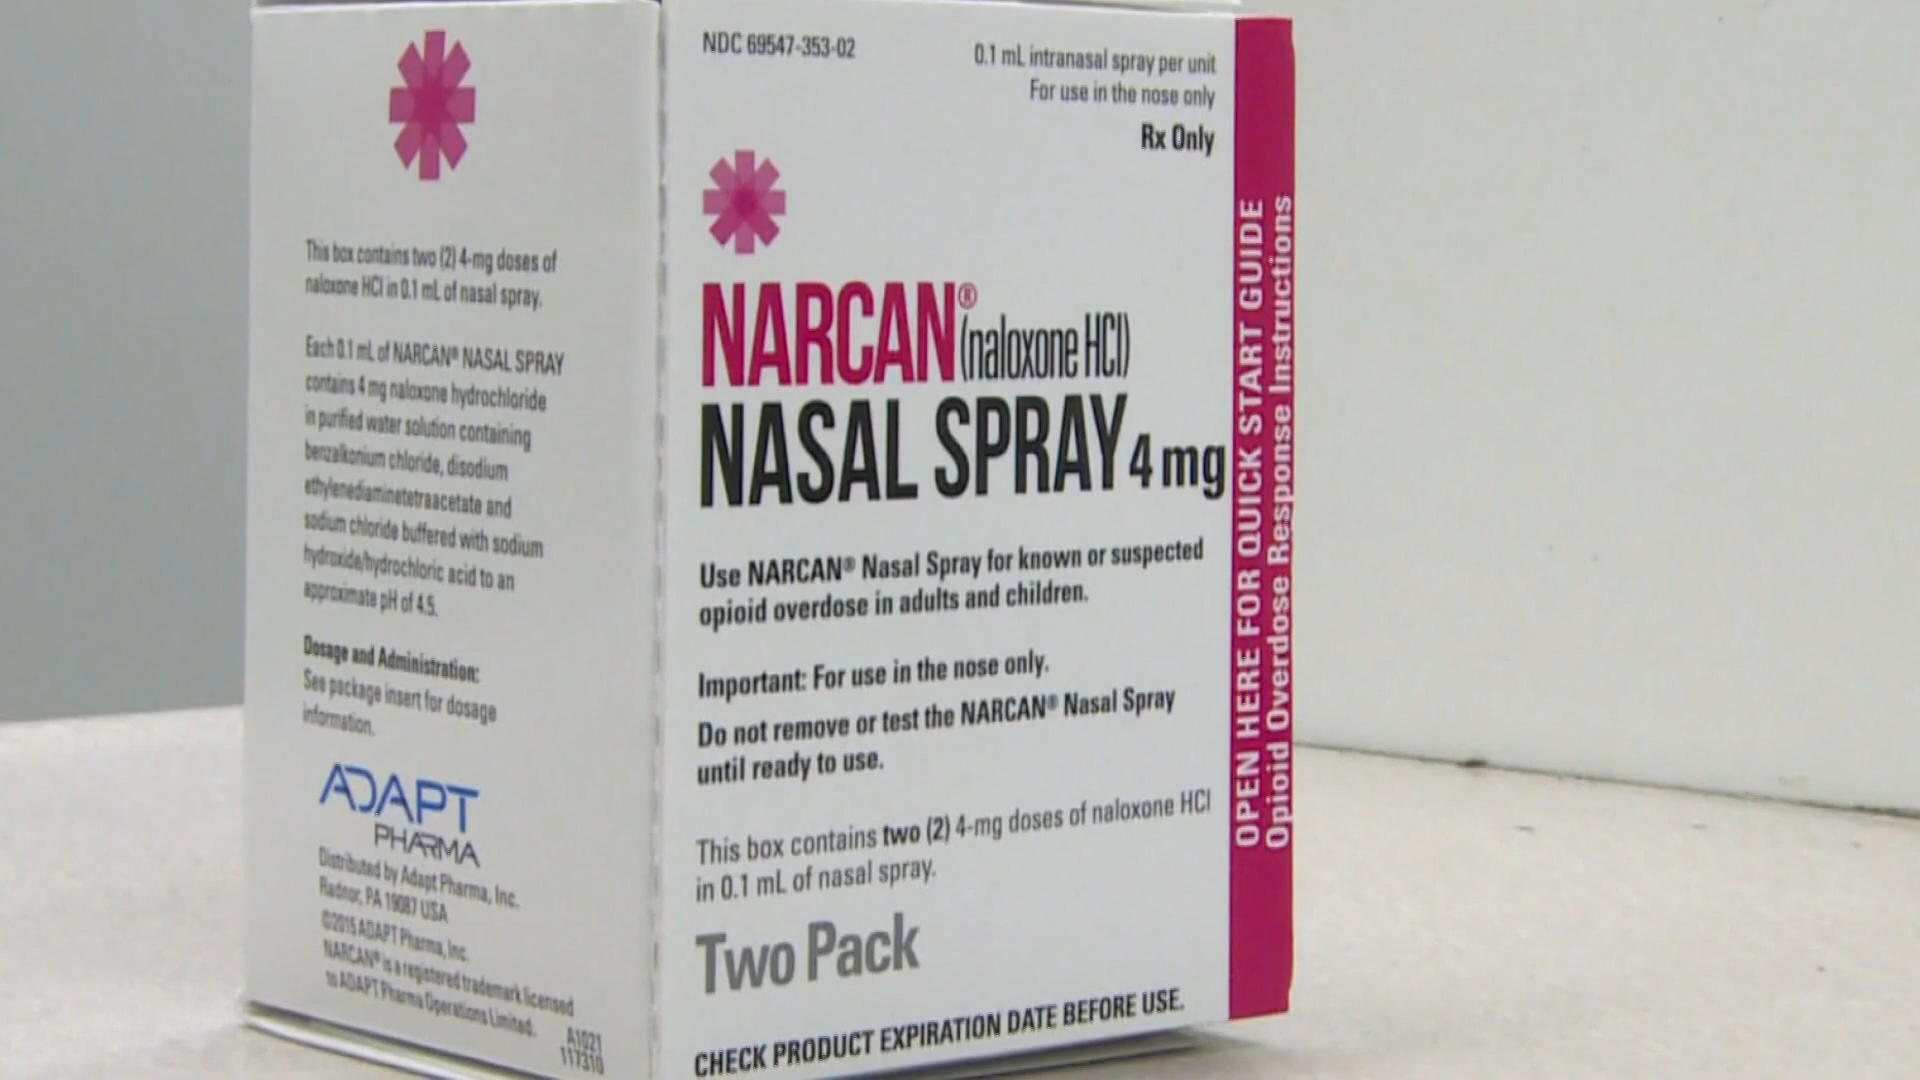 This box contains two (2) 4-mg doses of
naloxone HCl in 0.1 mL of nasal spray.
Each 0.1 mL of NARCAN® NASAL SPRAY
contains 4 mg naloxone hydrochloride
in purified water solution containing
benzalkonium chloride, disodium
ethylenediaminetetraacetate and
sodium chloride buffered with sodium
hydroxide/hydrochloric acid to an
approximate pH of 4.5.
Dosage and Administration:
See package insert for dosage
information.
ADAPT
PHARMA
Distributed by Adapt Pharma, Inc.
Radnor, PA 19087 USA
©2015 ADAPT Pharma, Inc.
NARCAN® is a registered trademark licensed
to ADAPT Pharma Operations Limited.
A1021
117310
NDC 69547-353-02
0.1 mL intranasal spray per unit
For use in the nose only
Rx Only
NARCAN® (naloxone HCl)
NASAL SPRAY 4 mg
Use NARCAN® Nasal Spray for known or suspected
opioid overdose in adults and children.
Important: For use in the nose only.
Do not remove or test the NARCAN® Nasal Spray
until ready to use.
This box contains two (2) 4-mg doses of naloxone HCl
in 0.1 mL of nasal spray.
Two Pack
CHECK PRODUCT EXPIRATION DATE BEFORE USE.
OPEN HERE FOR QUICK START GUIDE
Opioid Overdose Response Instructions